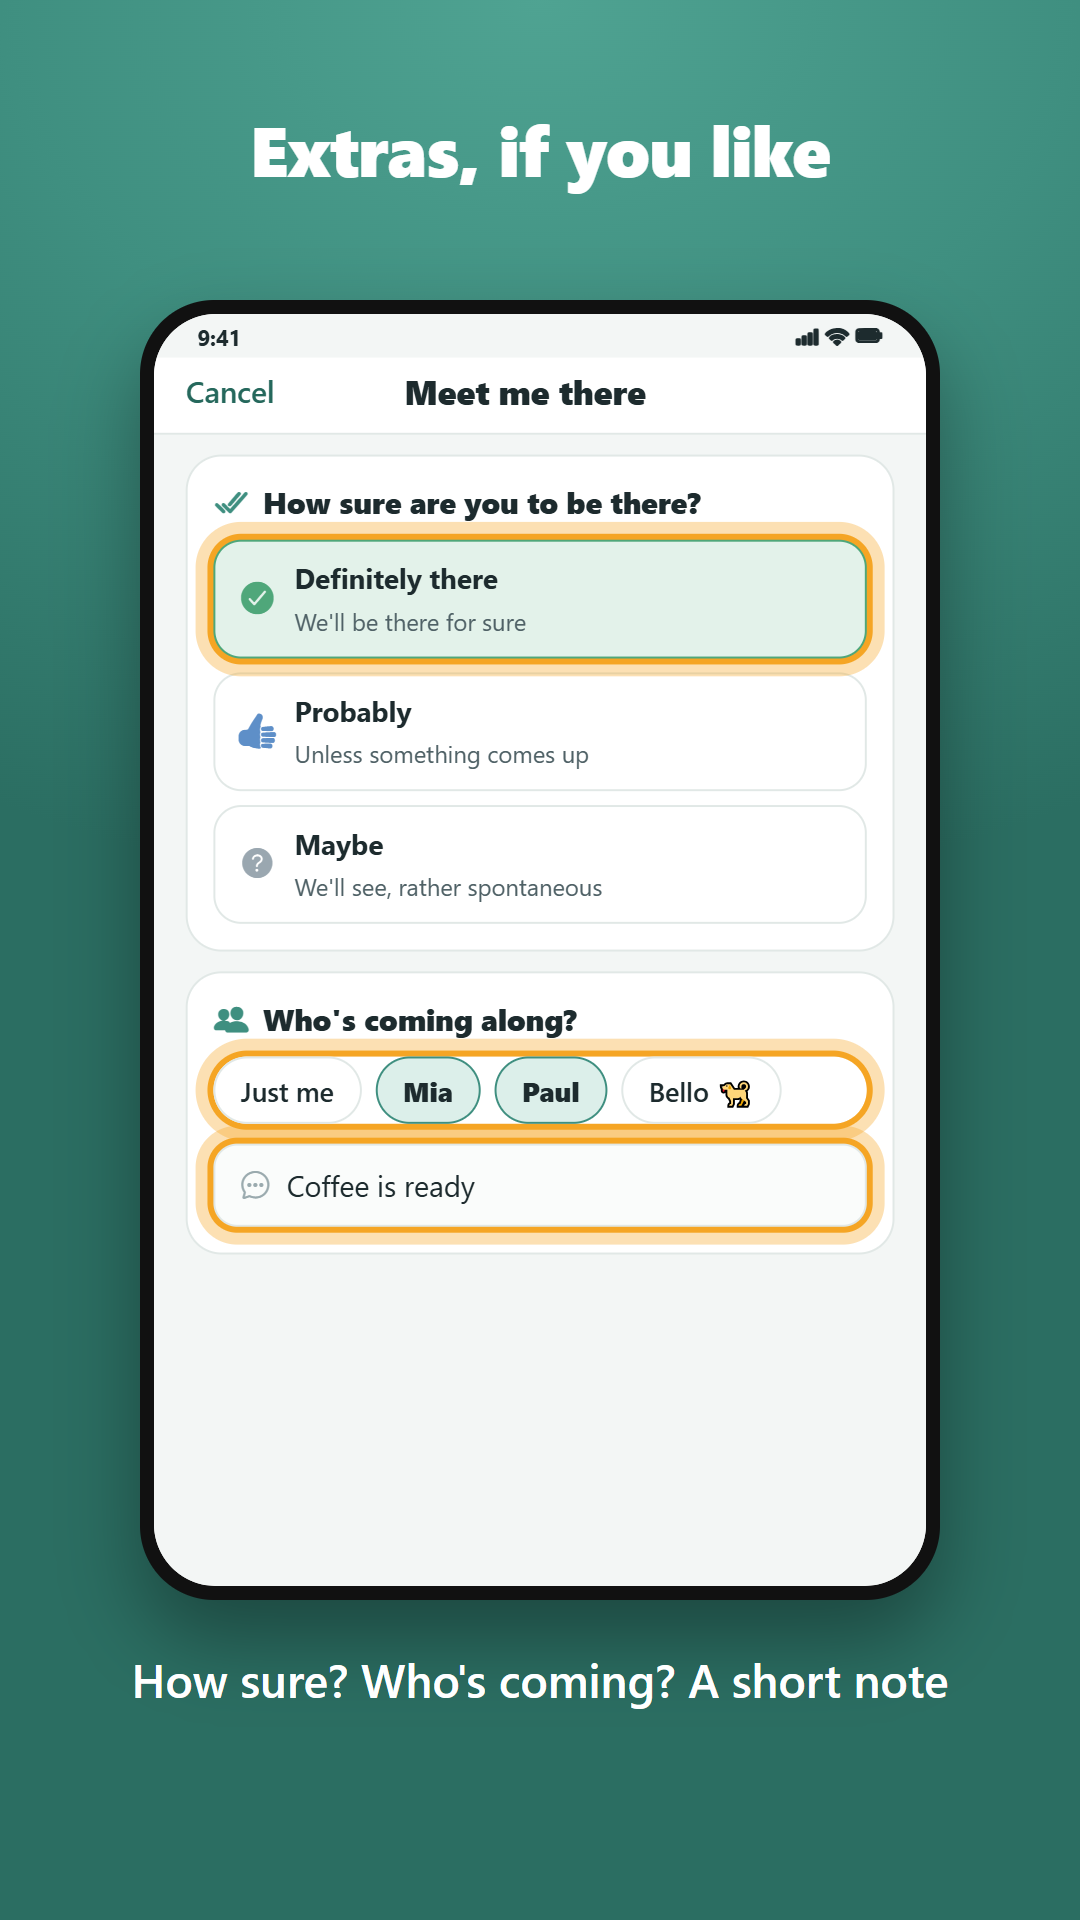 Extras, if you like
9:41
Cancel
Meet me there
How sure are you to be there?
Definitely there
We'll be there for sure
Probably
Unless something comes up
Maybe
We'll see, rather spontaneous
Who's coming along?
Just me Mia Paul Bello 🐕
Coffee is ready
How sure? Who's coming? A short note